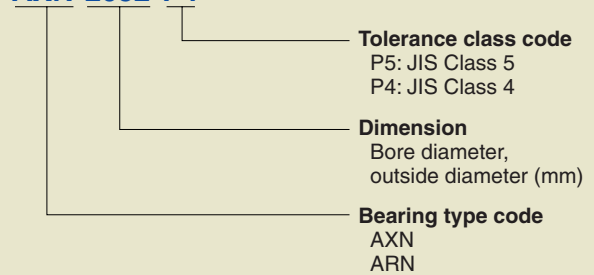 Tolerance class code
P5: JIS Class 5
P4: JIS Class 4
Dimension
Bore diameter,
outside diameter (mm)
Bearing type code
AXN
ARN